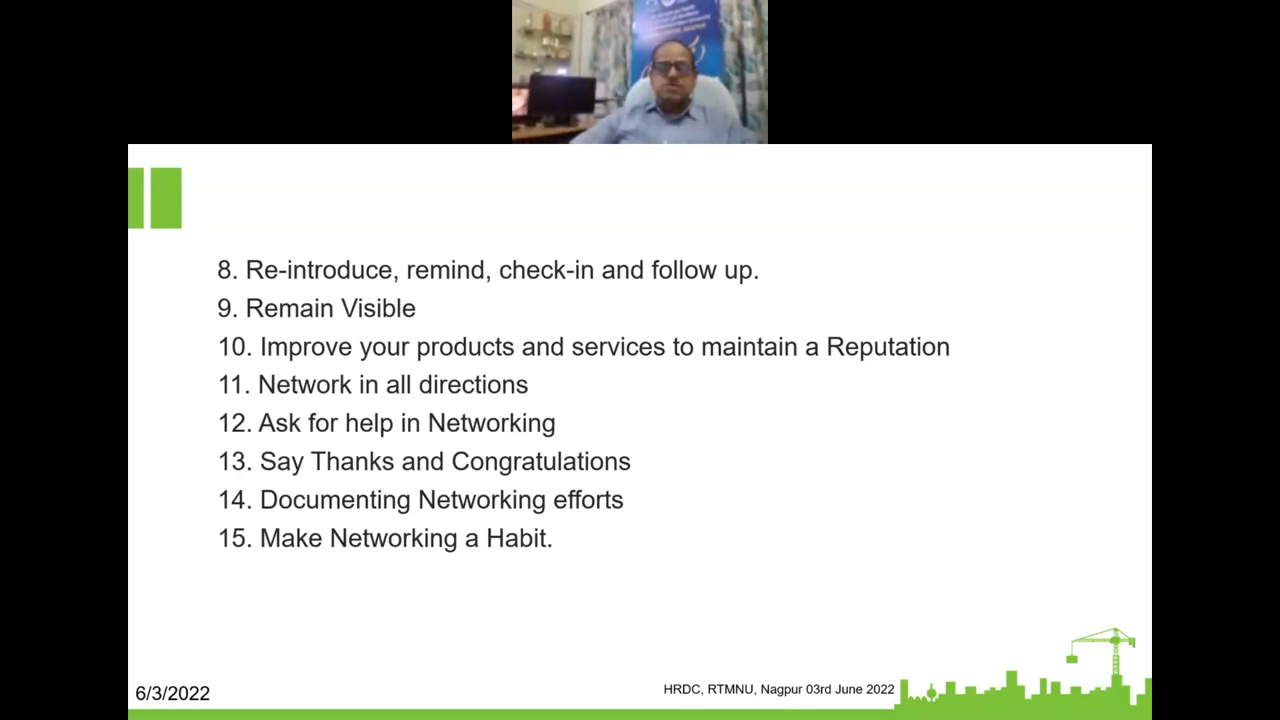 8. Re-introduce, remind, check-in and follow up.
9. Remain Visible
10. Improve your products and services to maintain a Reputation
11. Network in all directions
12. Ask for help in Networking
13. Say Thanks and Congratulations
14. Documenting Networking efforts
15. Make Networking a Habit.
6/3/2022
HRDC, RTMNU, Nagpur 03rd June 2022